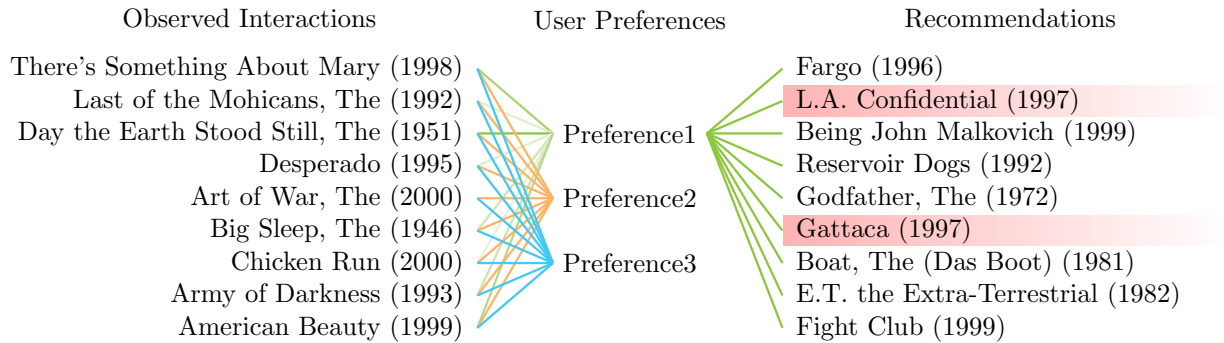 Observed Interactions
There's Something About Mary (1998)
Last of the Mohicans, The (1992)
Day the Earth Stood Still, The (1951)
Desperado (1995)
Art of War, The (2000)
Big Sleep, The (1946)
Chicken Run (2000)
Army of Darkness (1993)
American Beauty (1999)
User Preferences
Preference1
Preference2
Preference3
Recommendations
Fargo (1996)
L.A. Confidential (1997)
Being John Malkovich (1999)
Reservoir Dogs (1992)
Godfather, The (1972)
Gattaca (1997)
Boat, The (Das Boot) (1981)
E.T. the Extra-Terrestrial (1982)
Fight Club (1999)